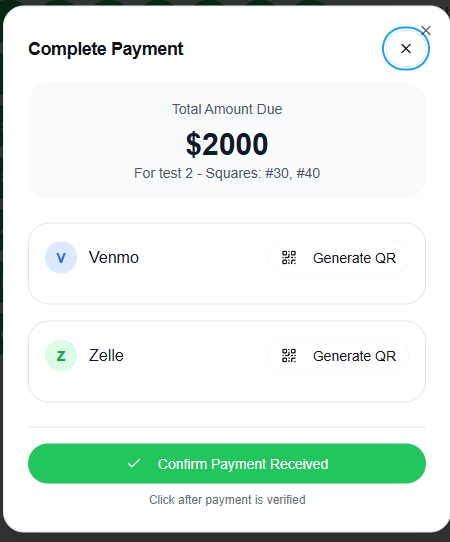 Complete Payment
Total Amount Due
$2000
For test 2 - Squares: #30, #40
V Venmo Generate QR
Z Zelle Generate QR
Confirm Payment Received
Click after payment is verified